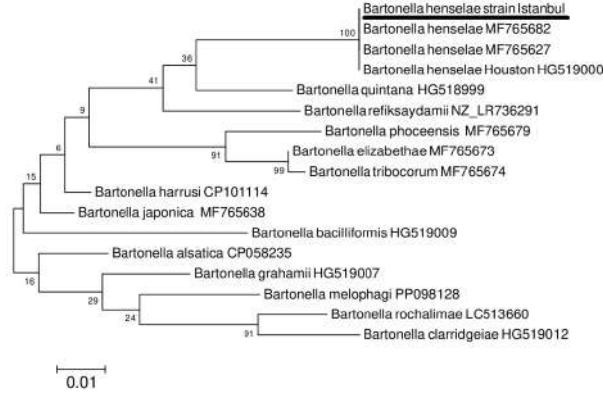 Bartonella henselae strain Istanbul
Bartonella henselae MF765682
100
Bartonella henselae MF765627
36
Bartonella henselae Houston HG519000
41
Bartonella quintana HG518999
Bartonella refiksaydamii NZ_LR736291
9
Bartonella phoceensis MF765679
6
91
Bartonella elizabethae MF765673
99
Bartonella tribocorum MF765674
15
Bartonella harrusi CP101114
Bartonella japonica MF765638
Bartonella bacilliformis HG519009
Bartonella alsatica CP058235
16
Bartonella grahamii HG519007
29
Bartonella melophagi PP098128
24
Bartonella rochalimae LC513660
91
Bartonella clarridgeiae HG519012
0.01